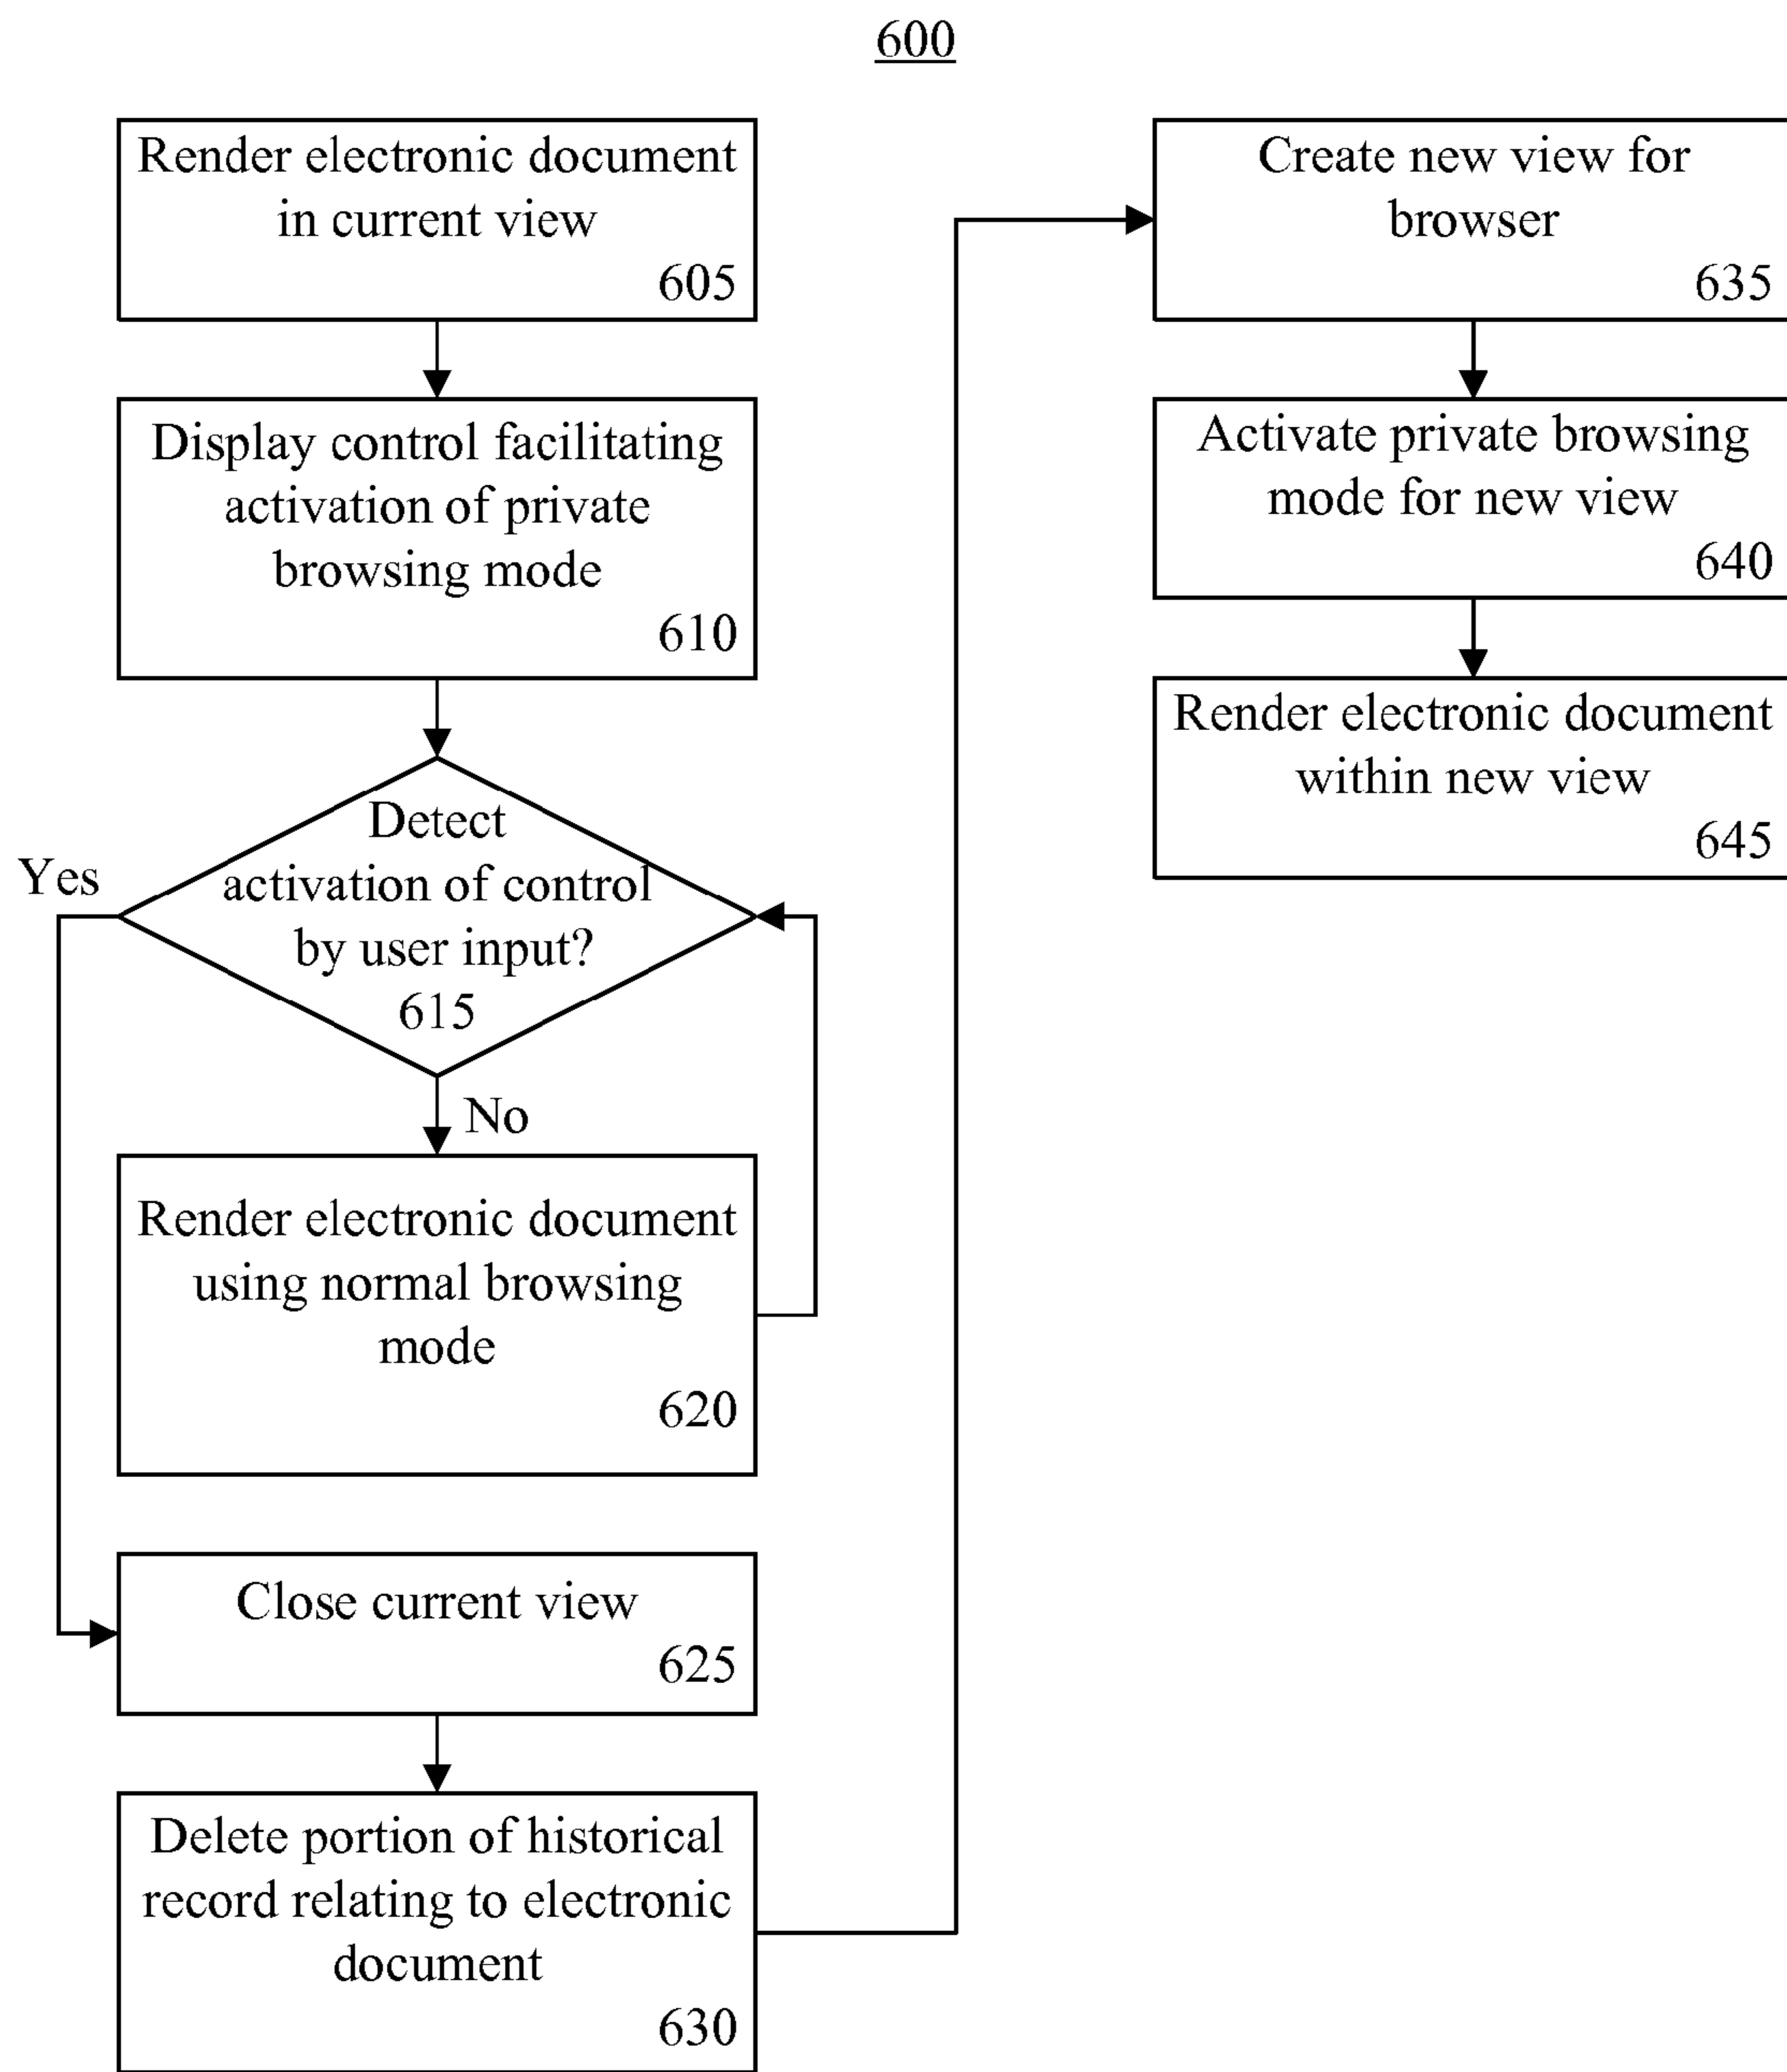 600
Render electronic document
in current view
605
Display control facilitating
activation of private
browsing mode
610
Detect
activation of control
by user input?
615
Yes
No
Render electronic document
using normal browsing
mode
620
Close current view
625
Delete portion of historical
record relating to electronic
document
630
Create new view for
browser
635
Activate private browsing
mode for new view
640
Render electronic document
within new view
645